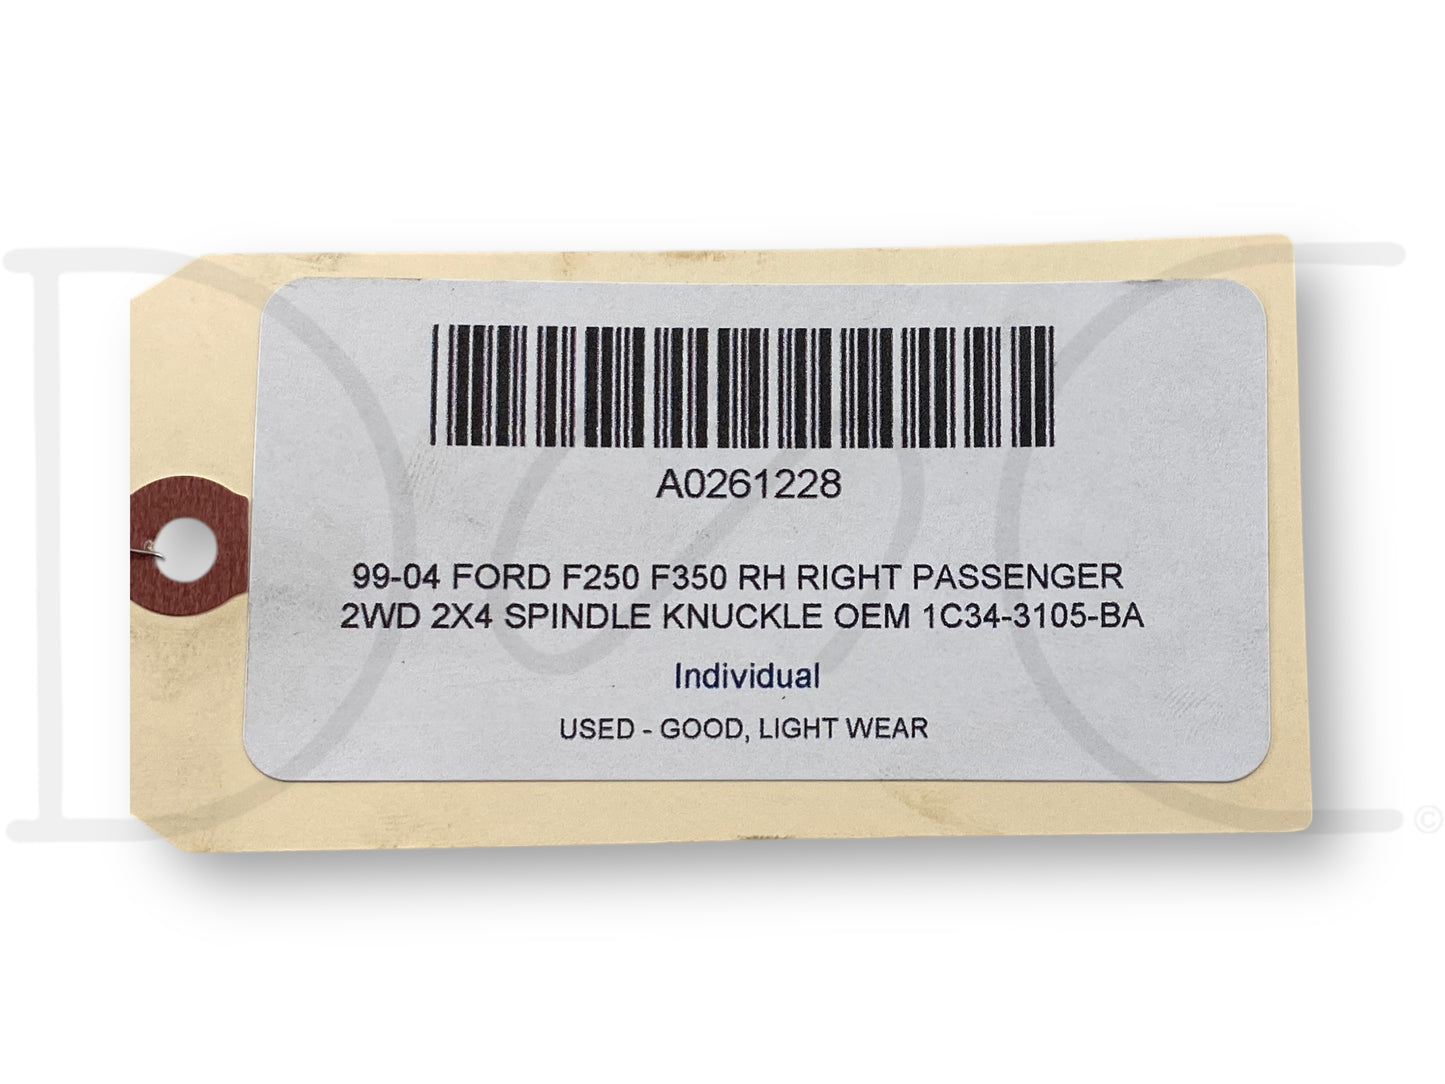 A0261228
99-04 FORD F250 F350 RH RIGHT PASSENGER
2WD 2X4 SPINDLE KNUCKLE OEM 1C34-3105-BA
Individual
USED - GOOD, LIGHT WEAR
©